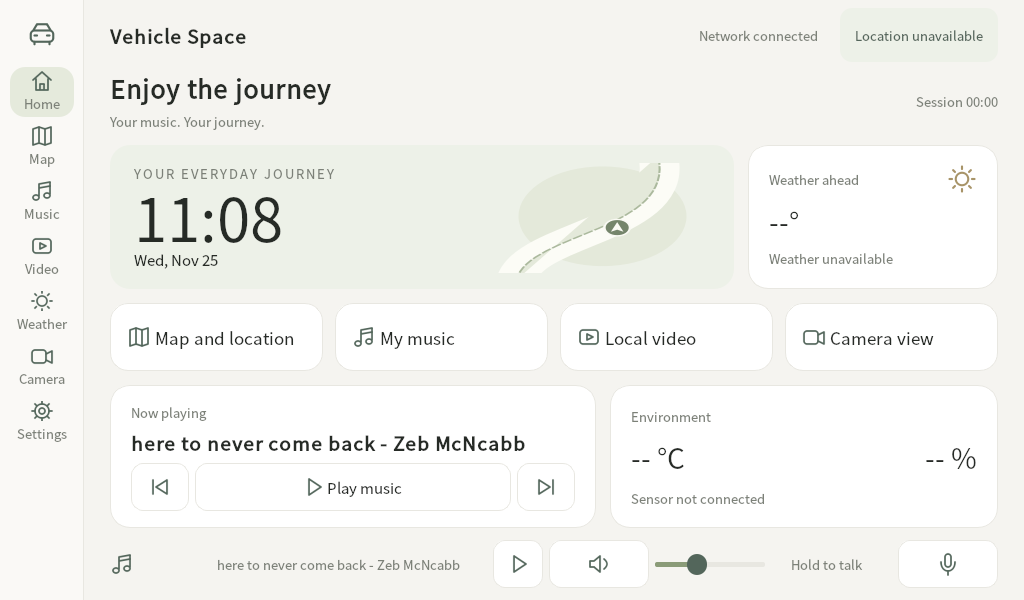 Vehicle Space
Network connected
Location unavailable
Home
Map
Music
Video
Weather
Camera
Settings
Enjoy the journey
Your music. Your journey.
Session 00:00
YOUR EVERYDAY JOURNEY
11:08
Wed, Nov 25
Weather ahead
--°
Weather unavailable
Map and location
My music
Local video
Camera view
Now playing
here to never come back - Zeb McNcabb
Play music
Environment
-- °C
-- %
Sensor not connected
here to never come back - Zeb McNcabb
Hold to talk